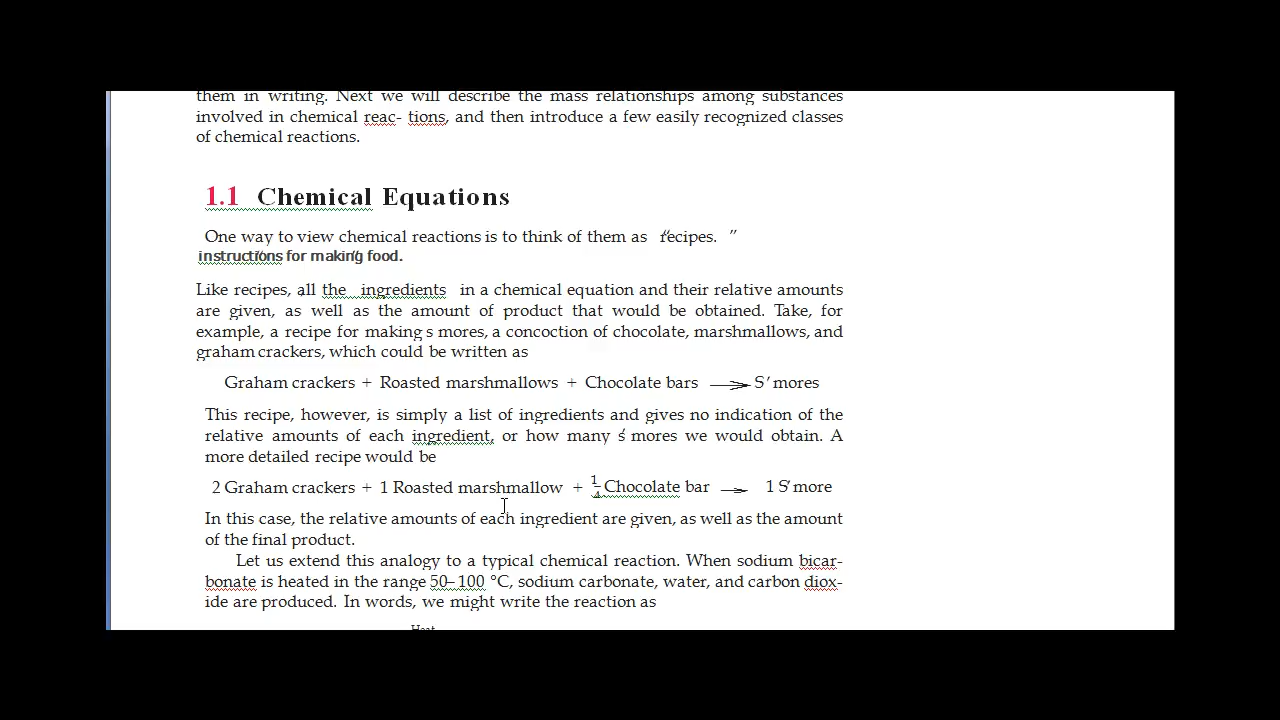 them in writing. Next we will describe the mass relationships among substances
involved in chemical reac- tions, and then introduce a few easily recognized classes
of chemical reactions.
1.1 Chemical Equations
One way to view chemical reactions is to think of them as “recipes. ”
instructions for making food.
Like recipes, all the ingredients in a chemical equation and their relative amounts
are given, as well as the amount of product that would be obtained. Take, for
example, a recipe for making s mores, a concoction of chocolate, marshmallows, and
graham crackers, which could be written as
Graham crackers + Roasted marshmallows + Chocolate bars ⟶ S’mores
This recipe, however, is simply a list of ingredients and gives no indication of the
relative amounts of each ingredient, or how many s’mores we would obtain. A
more detailed recipe would be
2 Graham crackers + 1 Roasted marshmallow + 1/4 Chocolate bar ⟶ 1 S’more
In this case, the relative amounts of each ingredient are given, as well as the amount
of the final product.
Let us extend this analogy to a typical chemical reaction. When sodium bicar-
bonate is heated in the range 50–100 °C, sodium carbonate, water, and carbon diox-
ide are produced. In words, we might write the reaction as
Heat